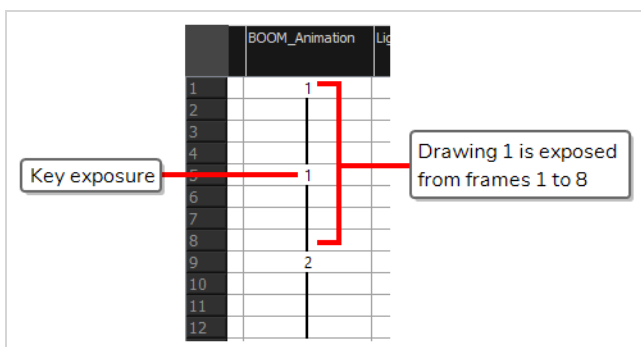 BOOM_Animation Lig
1 1
2
3
4
Key exposure 5 1
Drawing 1 is exposed
from frames 1 to 8
6
7
8
9 2
10
11
12